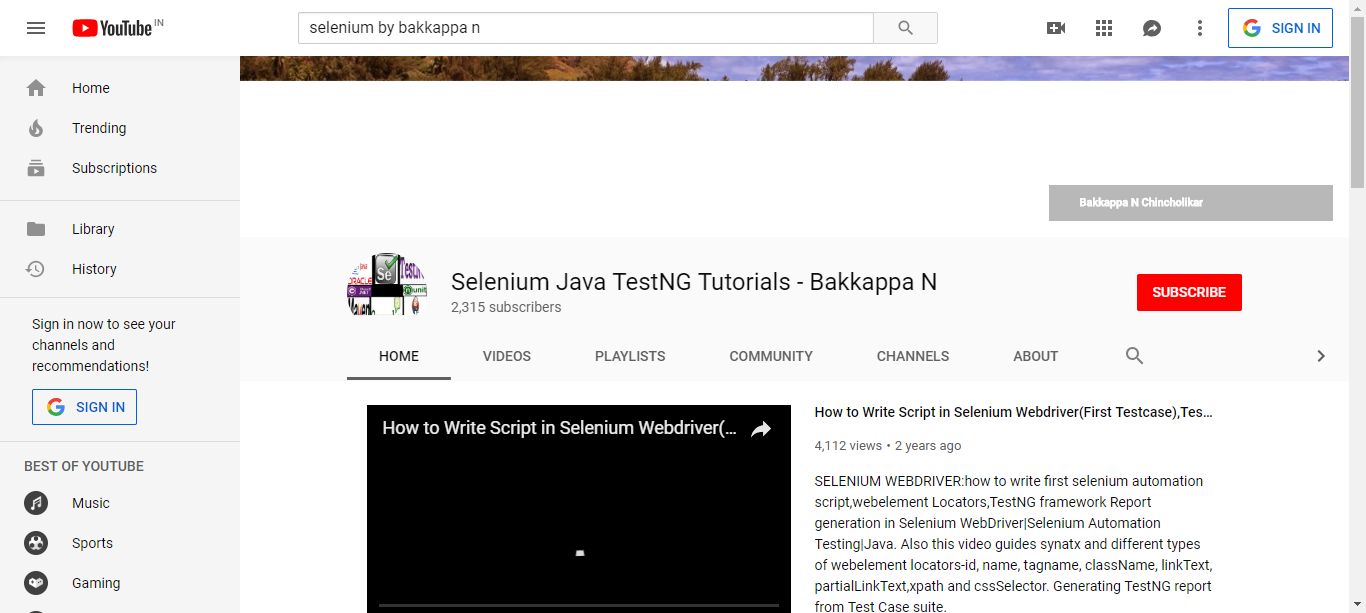 YouTube IN
selenium by bakkappa n
SIGN IN
Home
Trending
Subscriptions
Library
History
Sign in now to see your
channels and
recommendations!
SIGN IN
BEST OF YOUTUBE
Music
Sports
Gaming
Bakkappa N Chincholikar
Selenium Java TestNG Tutorials - Bakkappa N
2,315 subscribers
SUBSCRIBE
HOME
VIDEOS
PLAYLISTS
COMMUNITY
CHANNELS
ABOUT
How to Write Script in Selenium Webdriver(...
How to Write Script in Selenium Webdriver(First Testcase),Tes...
4,112 views • 2 years ago
SELENIUM WEBDRIVER:how to write first selenium automation
script,webelement Locators,TestNG framework Report
generation in Selenium WebDriver|Selenium Automation
Testing|Java. Also this video guides synatx and different types
of webelement locators-id, name, tagname, className, linkText,
partialLinkText,xpath and cssSelector. Generating TestNG report
from Test Case suite.